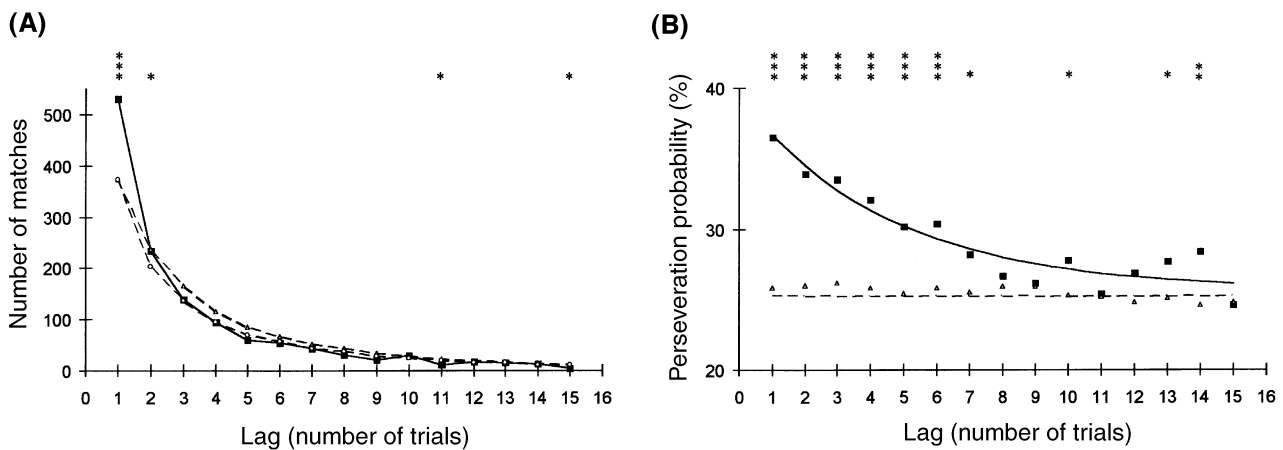 (A)
* * * * * *
Number of matches
500
400
300
200
100
0
0 1 2 3 4 5 6 7 8 9 10 11 12 13 14 15 16
Lag (number of trials)
(B)
* * * * * * * * * * * * * * * * * * * * * * *
Perseveration probability (%)
40
30
20
0 1 2 3 4 5 6 7 8 9 10 11 12 13 14 15 16
Lag (number of trials)